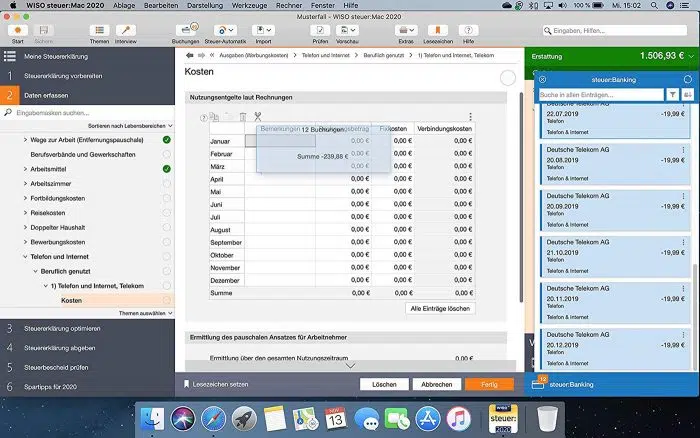 WISO steuer:Mac 2020 Ablage Bearbeiten Darstellung Werkzeuge Rechner Fenster Hilfe 100 % Mi. 15:02
Musterfall - WISO steuer:Mac 2020
Start Sichern Themen Interview Buchungen Steuer-Automatik Import Prüfen Vorschau Extras Lesezeichen Hilfe
Eingaben, Hilfen...
Meine Steuererklärung
Ausgaben (Werbungskosten) Telefon und Internet Beruflich genutzt 1) Telefon und Internet, Telekom
Erstattung 1.506,93 €
1 Steuererklärung vorbereiten
2 Daten erfassen
Eingabemasken suchen...
Sortieren nach Lebensbereichen
Wege zur Arbeit (Entfernungspauschale)
Berufsverbände und Gewerkschaften
Arbeitsmittel
Arbeitszimmer
Fortbildungskosten
Reisekosten
Doppelter Haushalt
Bewerbungskosten
Telefon und Internet
Beruflich genutzt
1) Telefon und Internet, Telekom
Kosten
Themen auswählen
3 Steuererklärung optimieren
4 Steuererklärung abgeben
5 Steuerbescheid prüfen
6 Spartipps für 2020
Kosten
Nutzungsentgelte laut Rechnungen
Bemerkungen Rechnungsbetrag Fixkosten Verbindungskosten
12 Buchungen
Summe -239,88 €
Januar 0,00 € 0,00 € 0,00 €
Februar 0,00 € 0,00 € 0,00 €
März 0,00 € 0,00 € 0,00 €
April 0,00 € 0,00 € 0,00 €
Mai 0,00 € 0,00 € 0,00 €
Juni 0,00 € 0,00 € 0,00 €
Juli 0,00 € 0,00 € 0,00 €
August 0,00 € 0,00 € 0,00 €
September 0,00 € 0,00 € 0,00 €
Oktober 0,00 € 0,00 € 0,00 €
November 0,00 € 0,00 € 0,00 €
Dezember 0,00 € 0,00 € 0,00 €
Summe 0,00 € 0,00 € 0,00 €
Alle Einträge löschen
Ermittlung des pauschalen Ansatzes für Arbeitnehmer
Ermittlung über den gesamten Nutzungszeitraum 0,00 €
Lesezeichen setzen Löschen Abbrechen Fertig
steuer:Banking
Suche in allen Einträgen...
Deutsche Telekom AG
22.07.2019 -19,99 €
Telefon
Telefon & Internet
Deutsche Telekom AG
20.08.2019 -19,99 €
Telefon
Telefon & Internet
Deutsche Telekom AG
20.09.2019 -19,99 €
Telefon
Telefon & Internet
Deutsche Telekom AG
21.10.2019 -19,99 €
Telefon
Telefon & Internet
Deutsche Telekom AG
20.11.2019 -19,99 €
Telefon
Telefon & Internet
Deutsche Telekom AG
20.12.2019 -19,99 €
Telefon
Telefon & Internet
12 steuer:Banking
NOV
13
WISO
steuer:
2020